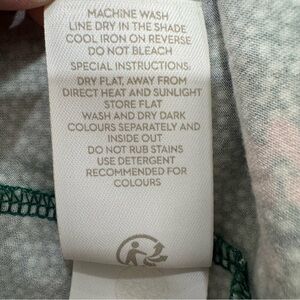 MACHINE WASH
LINE DRY IN THE SHADE
COOL IRON ON REVERSE
DO NOT BLEACH
SPECIAL INSTRUCTIONS:
DRY FLAT, AWAY FROM
DIRECT HEAT AND SUNLIGHT
STORE FLAT
WASH AND DRY DARK
COLOURS SEPARATELY AND
INSIDE OUT
DO NOT RUB STAINS
USE DETERGENT
RECOMMENDED FOR
COLOURS